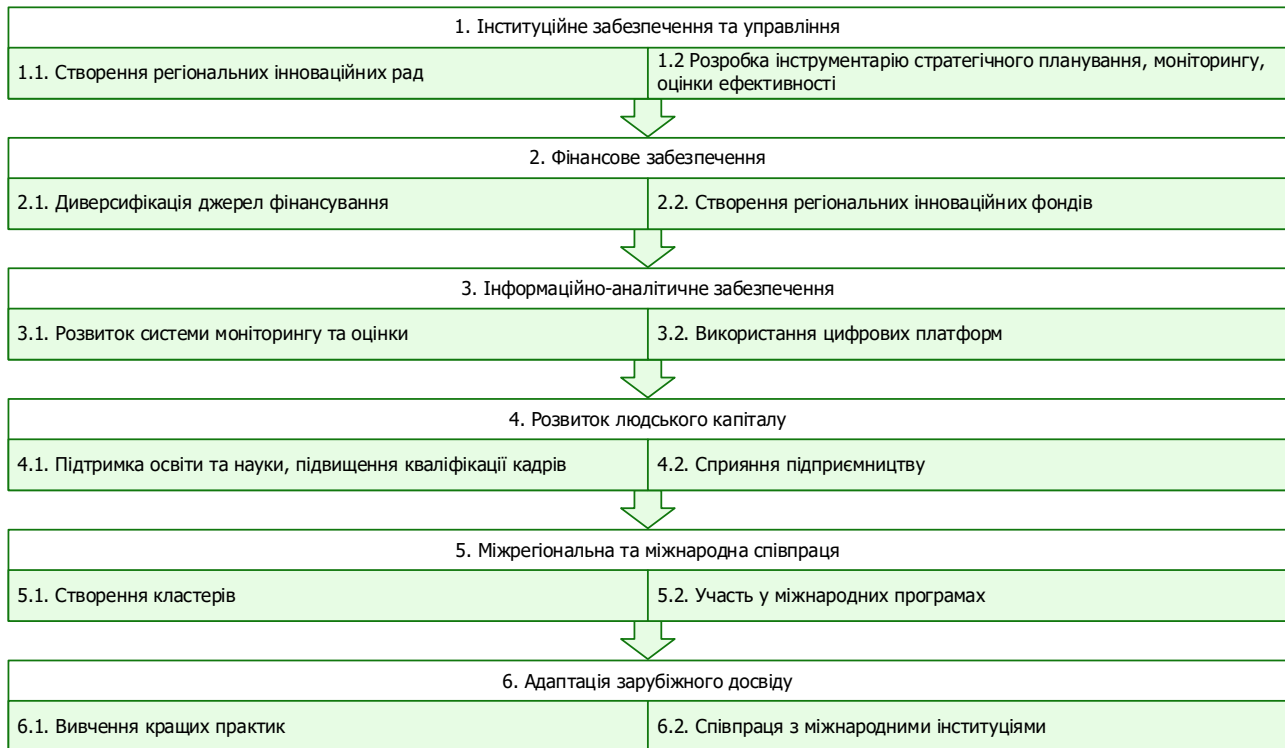 1. Інституційне забезпечення та управління
1.1. Створення регіональних інноваційних рад
1.2 Розробка інструментарію стратегічного планування, моніторингу,
оцінки ефективності
2. Фінансове забезпечення
2.1. Диверсифікація джерел фінансування
2.2. Створення регіональних інноваційних фондів
3. Інформаційно-аналітичне забезпечення
3.1. Розвиток системи моніторингу та оцінки
3.2. Використання цифрових платформ
4. Розвиток людського капіталу
4.1. Підтримка освіти та науки, підвищення кваліфікації кадрів
4.2. Сприяння підприємництву
5. Міжрегіональна та міжнародна співпраця
5.1. Створення кластерів
5.2. Участь у міжнародних програмах
6. Адаптація зарубіжного досвіду
6.1. Вивчення кращих практик
6.2. Співпраця з міжнародними інституціями